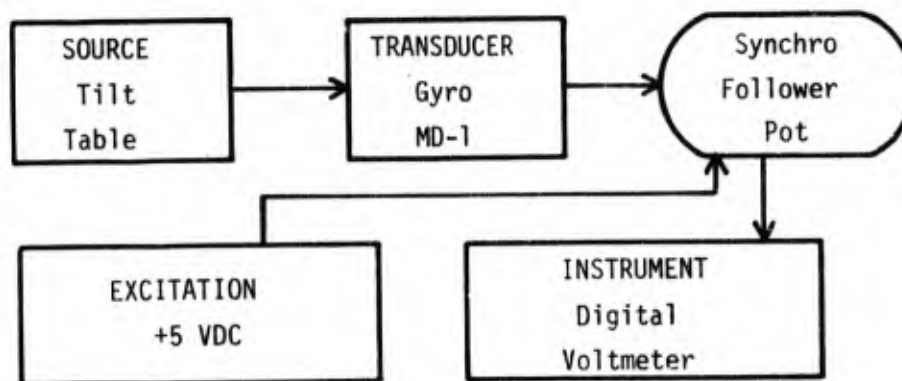 SOURCE
Tilt
Table
TRANSDUCER
Gyro
MD-1
Synchro
Follower
Pot
EXCITATION
+5 VDC
INSTRUMENT
Digital
Voltmeter